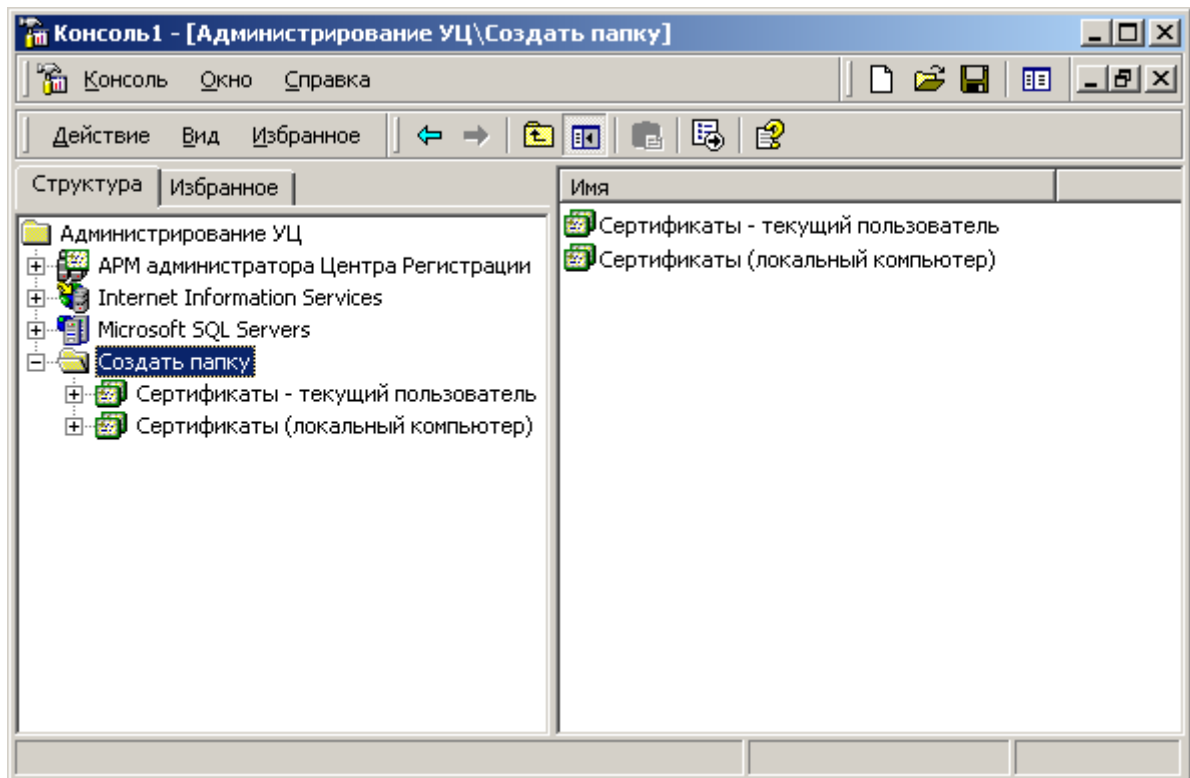 Консоль1 - [Администрирование УЦ\Создать папку]
Консоль Окно Справка
Действие Вид Избранное
Структура Избранное
Имя
Администрирование УЦ
АРМ администратора Центра Регистрации
Internet Information Services
Microsoft SQL Servers
Создать папку
Сертификаты - текущий пользователь
Сертификаты (локальный компьютер)
Сертификаты - текущий пользователь
Сертификаты (локальный компьютер)